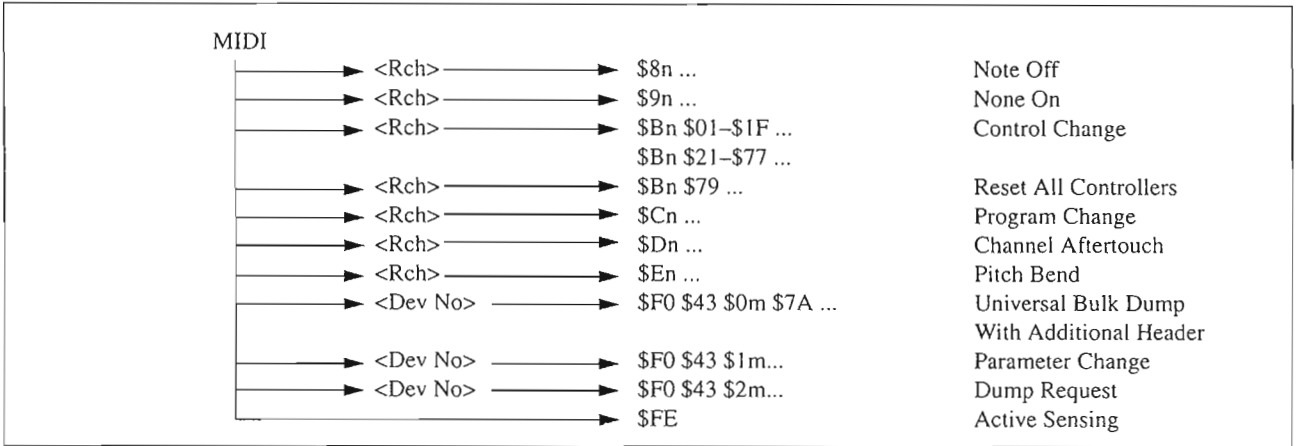 MIDI
<Rch> $8n ... Note Off
<Rch> $9n ... None On
<Rch> $Bn $01–$1F ... Control Change
$Bn $21–$77 ...
<Rch> $Bn $79 ... Reset All Controllers
<Rch> $Cn ... Program Change
<Rch> $Dn ... Channel Aftertouch
<Rch> $En ... Pitch Bend
<Dev No> $F0 $43 $0m $7A ... Universal Bulk Dump
With Additional Header
<Dev No> $F0 $43 $1m... Parameter Change
<Dev No> $F0 $43 $2m... Dump Request
$FE Active Sensing